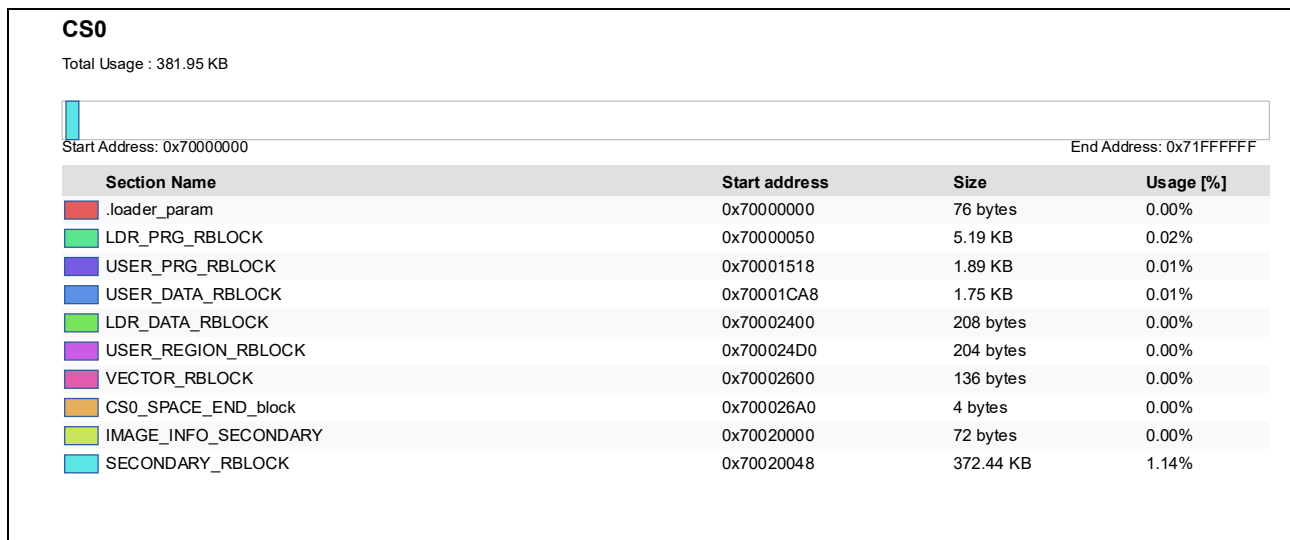 CS0
Total Usage : 381.95 KB
Start Address: 0x70000000 End Address: 0x71FFFFFF
Section Name Start address Size Usage [%]
.loader_param 0x70000000 76 bytes 0.00%
LDR_PRG_RBLOCK 0x70000050 5.19 KB 0.02%
USER_PRG_RBLOCK 0x70001518 1.89 KB 0.01%
USER_DATA_RBLOCK 0x70001CA8 1.75 KB 0.01%
LDR_DATA_RBLOCK 0x70002400 208 bytes 0.00%
USER_REGION_RBLOCK 0x700024D0 204 bytes 0.00%
VECTOR_RBLOCK 0x70002600 136 bytes 0.00%
CS0_SPACE_END_block 0x700026A0 4 bytes 0.00%
IMAGE_INFO_SECONDARY 0x70020000 72 bytes 0.00%
SECONDARY_RBLOCK 0x70020048 372.44 KB 1.14%